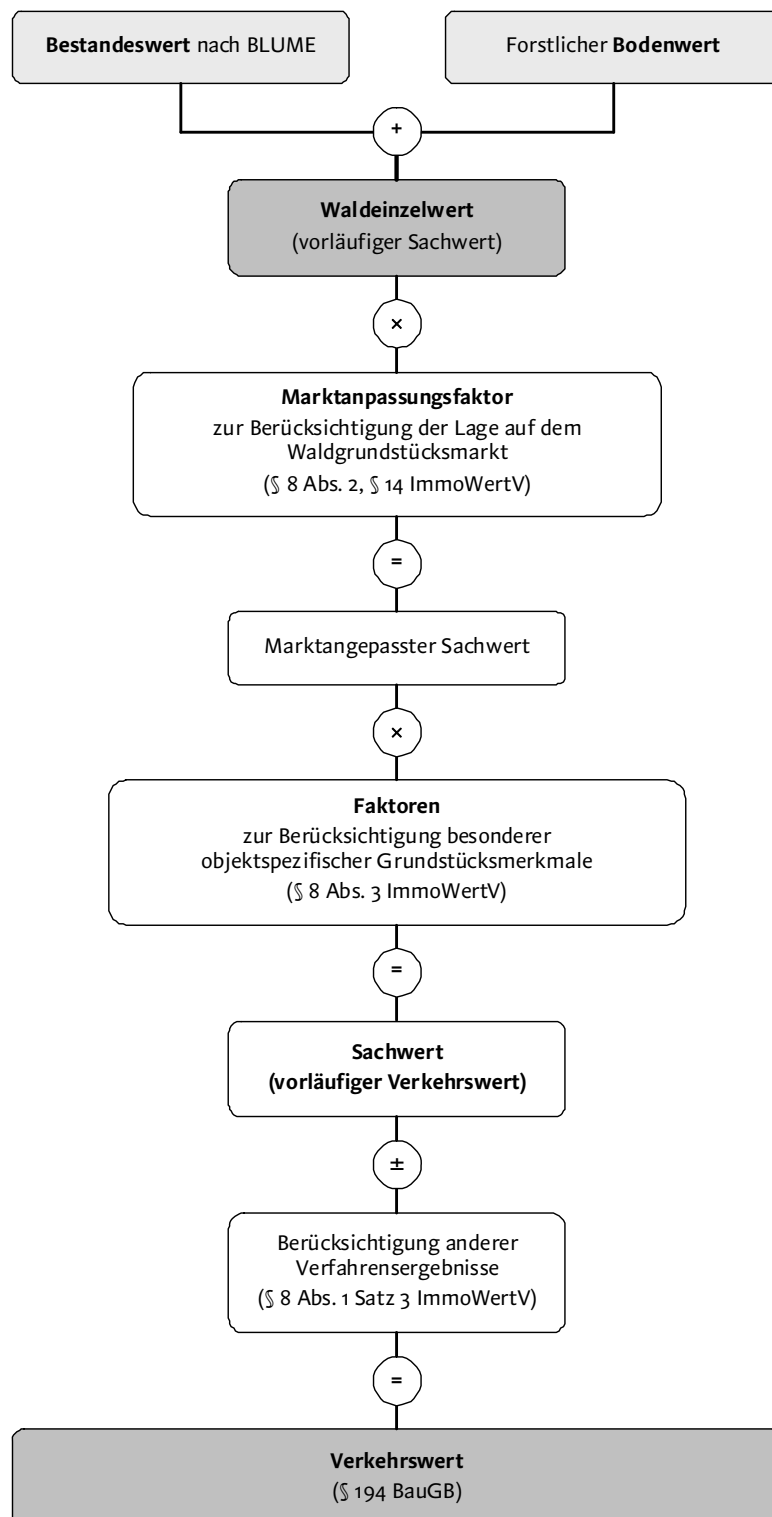 Bestandeswert nach BLUME
Forstlicher Bodenwert
+
Waldeinzelwert
(vorläufiger Sachwert)
×
Marktanpassungsfaktor
zur Berücksichtigung der Lage auf dem
Waldgrundstücksmarkt
(§ 8 Abs. 2, § 14 ImmoWertV)
=
Marktangepasster Sachwert
×
Faktoren
zur Berücksichtigung besonderer
objektspezifischer Grundstücksmerkmale
(§ 8 Abs. 3 ImmoWertV)
=
Sachwert
(vorläufiger Verkehrswert)
±
Berücksichtigung anderer
Verfahrensergebnisse
(§ 8 Abs. 1 Satz 3 ImmoWertV)
=
Verkehrswert
(§ 194 BauGB)